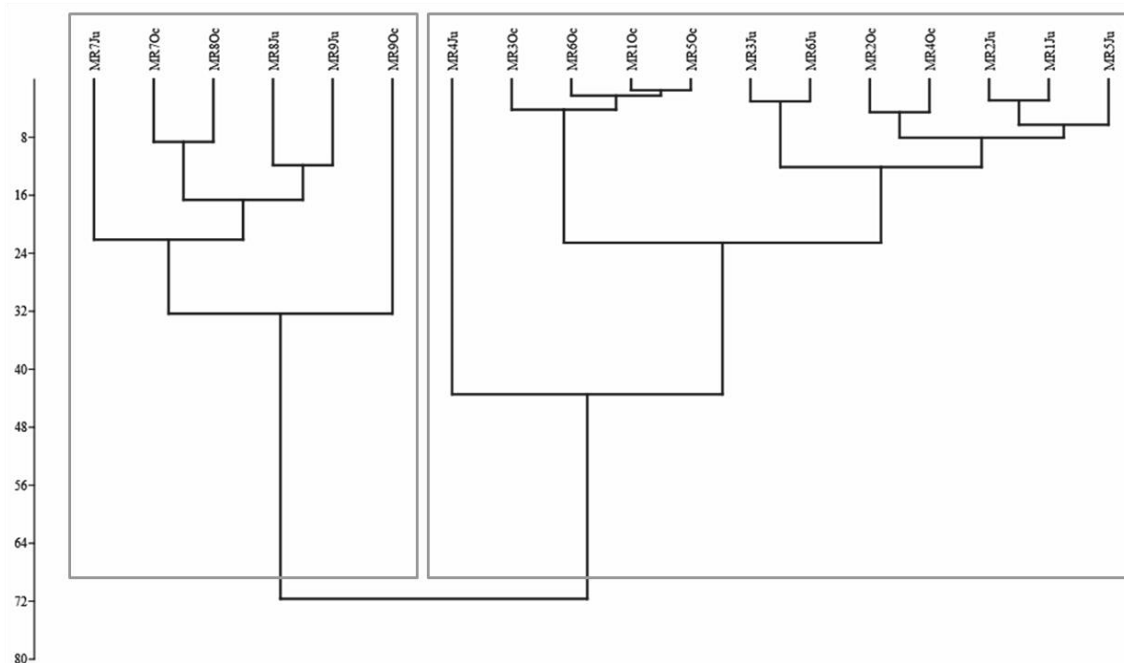 MR7Ju
MR7Oc
MR8Oc
MR8Ju
MR9Ju
MR9Oc
MR4Ju
MR3Oc
MR6Oc
MR1Oc
MR5Oc
MR3Ju
MR6Ju
MR2Oc
MR4Oc
MR2Ju
MR1Ju
MR5Ju
8
16
24
32
40
48
56
64
72
80